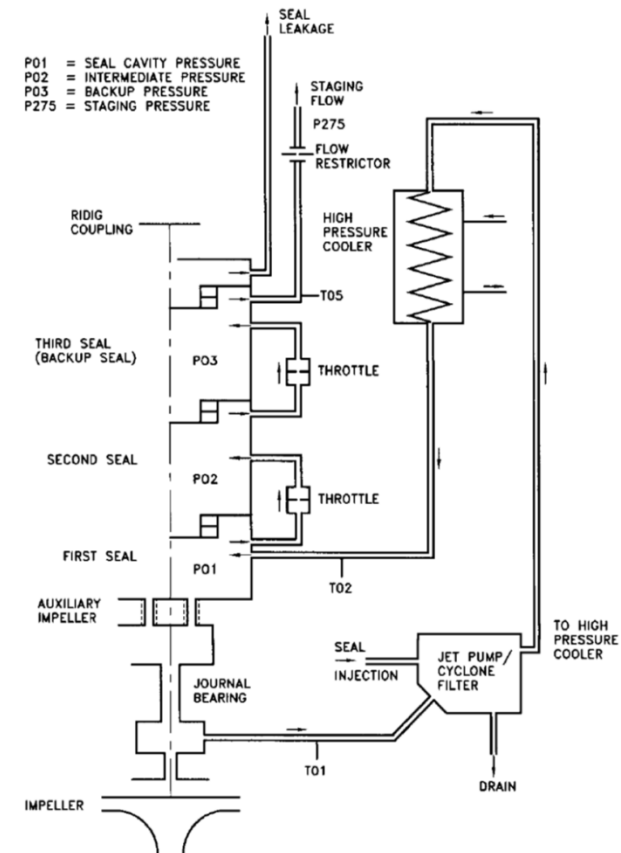 SEAL
LEAKAGE
P01 = SEAL CAVITY PRESSURE
P02 = INTERMEDIATE PRESSURE
P03 = BACKUP PRESSURE
P275 = STAGING PRESSURE
STAGING
FLOW
P275
FLOW
RESTRICTOR
RIDIG
COUPLING
HIGH
PRESSURE
COOLER
T05
THIRD SEAL
(BACKUP SEAL)
P03
THROTTLE
SECOND SEAL
P02
THROTTLE
FIRST SEAL
P01
T02
AUXILIARY
IMPELLER
TO HIGH
PRESSURE
COOLER
SEAL
INJECTION
JET PUMP/
CYCLONE
FILTER
JOURNAL
BEARING
T01
DRAIN
IMPELLER